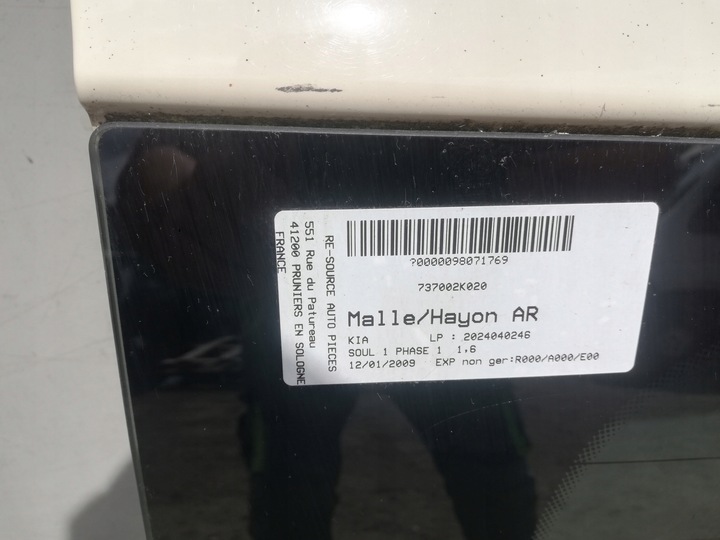 RE-SOURCE AUTO PIECES
551 Rue du Patureau
41200 PRUNIERS EN SOLOGNE
FRANCE
?0000098071769
737002K020
Malle/Hayon AR
KIA LP : 2024040246
SOUL 1 PHASE 1 1.6
12/01/2009 EXP non ger:R000/A000/E00